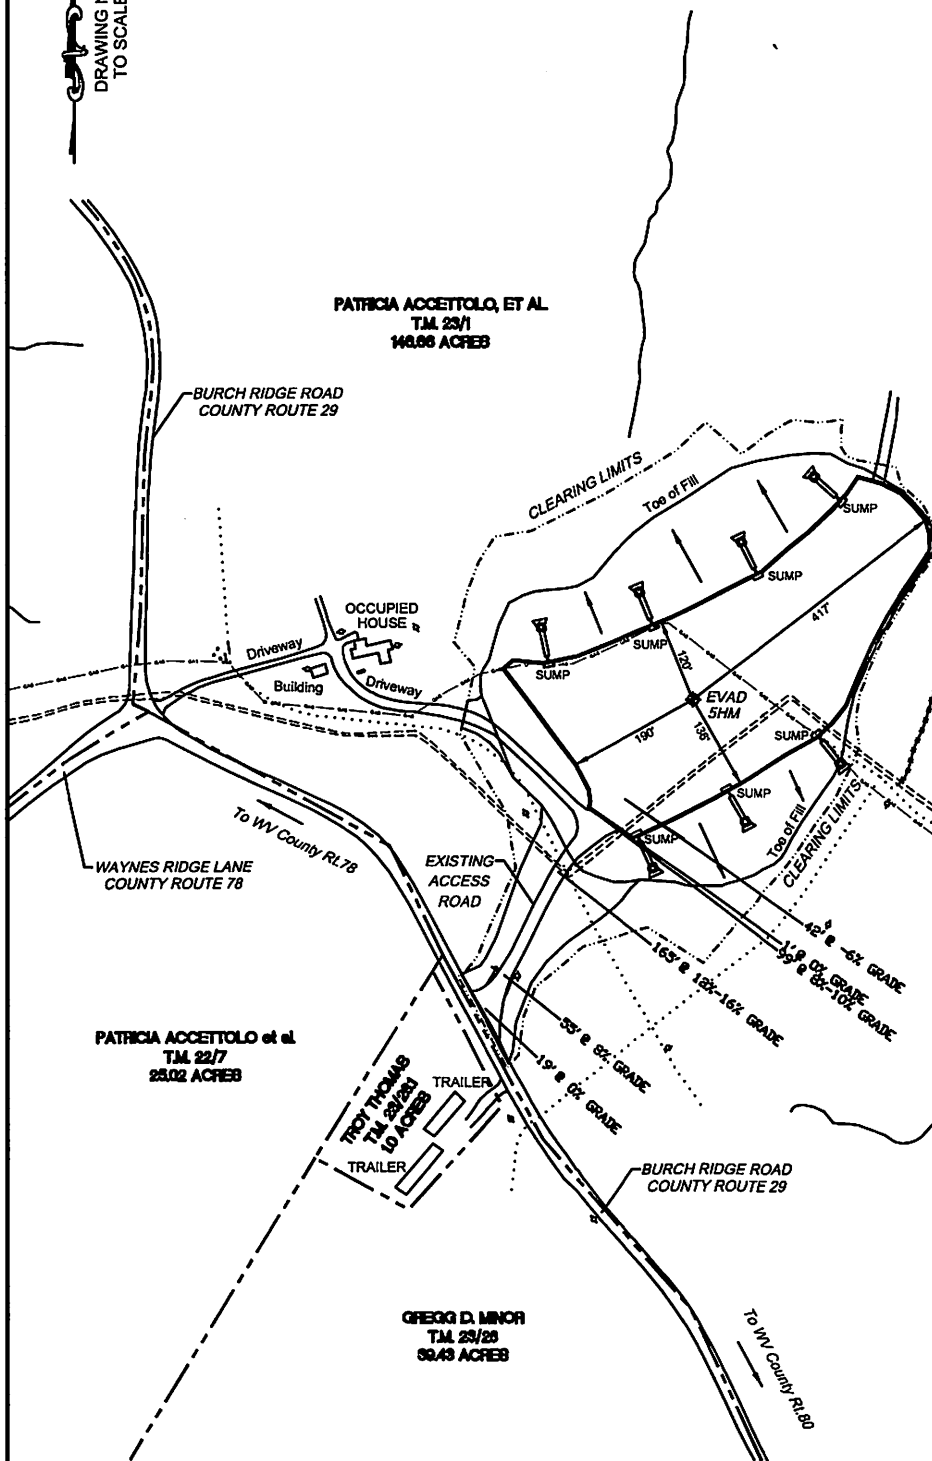 DRAWING N
TO SCALE
PATRICIA ACCETTOLO, ET AL
T.M. 23/1
146.66 ACRES
BURCH RIDGE ROAD
COUNTY ROUTE 29
CLEARING LIMITS
Toe of Fill
SUMP
SUMP
SUMP
SUMP
417'
120'
EVAD
5HM
190'
136'
OCCUPIED
HOUSE
Driveway
Building
Driveway
SUMP
SUMP
SUMP
Toe of Fill
CLEARING LIMITS
To WV County Rt.78
WAYNES RIDGE LANE
COUNTY ROUTE 78
EXISTING
ACCESS
ROAD
42' @ -6% GRADE
1' @ 0% GRADE
99' @ 6%-10% GRADE
165' @ 12%-16% GRADE
55' @ 8% GRADE
19' @ 0% GRADE
PATRICIA ACCETTOLO et al.
T.M. 22/7
25.02 ACRES
TROY THOMAS
T.M. 23/26.1
1.0 ACRES
TRAILER
TRAILER
BURCH RIDGE ROAD
COUNTY ROUTE 29
GREGG D. MINOR
T.M. 23/26
39.43 ACRES
To WV County Rt.80